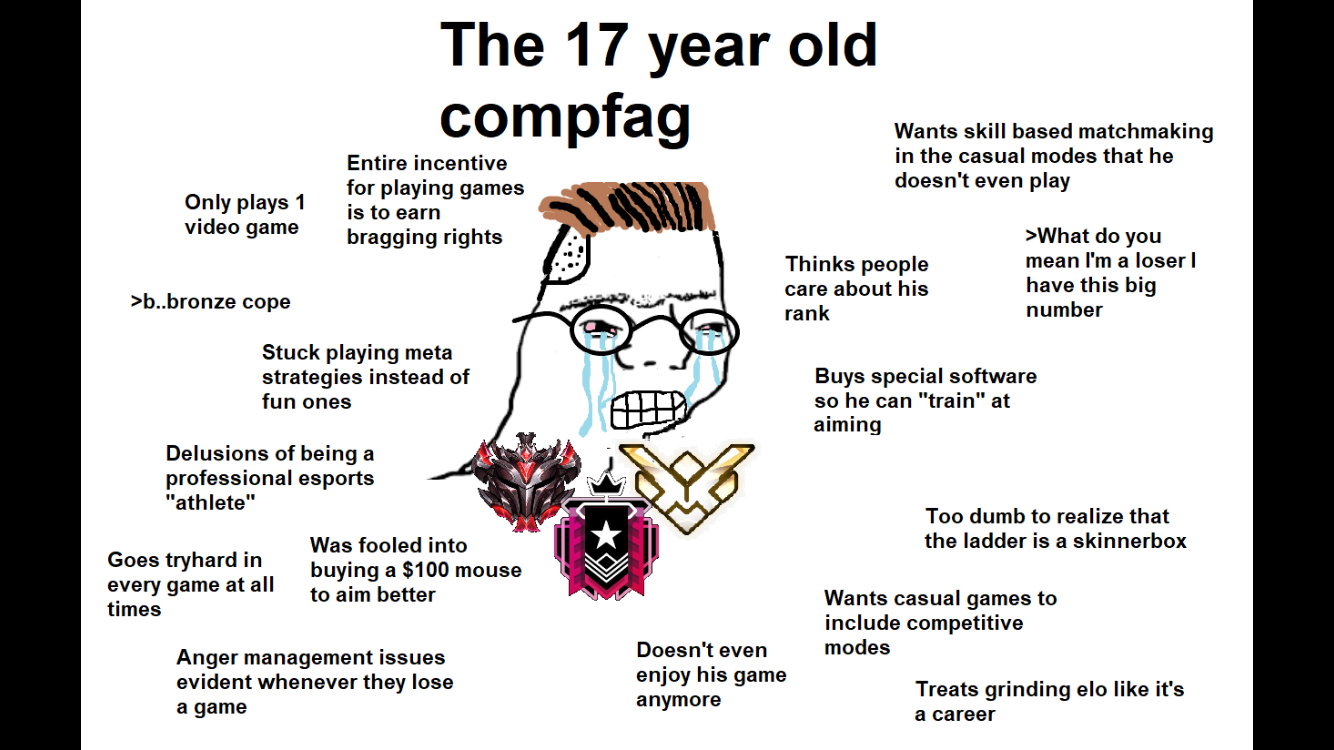 The 17 year old
compfag
Wants skill based matchmaking
in the casual modes that he
doesn't even play
Entire incentive
for playing games
is to earn
bragging rights
Only plays 1
video game
>What do you
mean I'm a loser I
have this big
number
Thinks people
care about his
rank
>b..bronze cope
Stuck playing meta
strategies instead of
fun ones
Buys special software
so he can "train" at
aiming
Delusions of being a
professional esports
"athlete"
Too dumb to realize that
the ladder is a skinnerbox
Goes tryhard in
every game at all
times
Was fooled into
buying a $100 mouse
to aim better
Wants casual games to
include competitive
modes
Anger management issues
evident whenever they lose
a game
Doesn't even
enjoy his game
anymore
Treats grinding elo like it's
a career